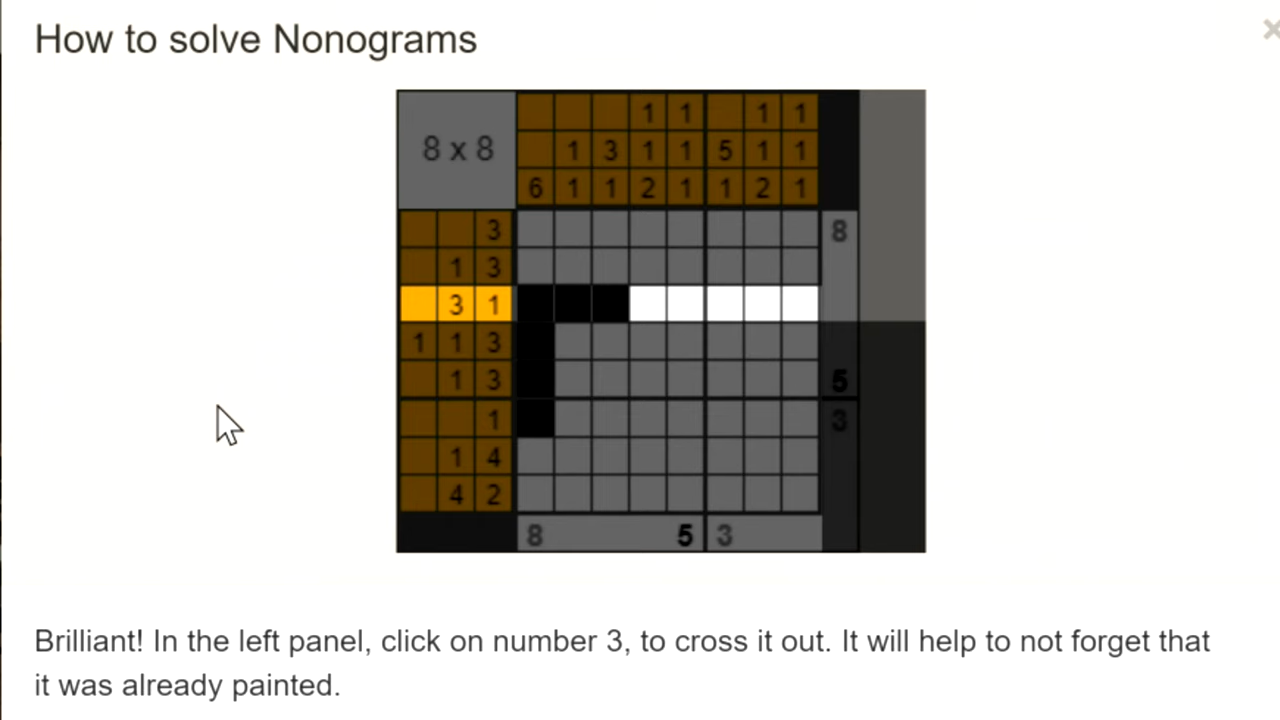 How to solve Nonograms ×
1 1 1 1
8 x 8 1 3 1 1 5 1 1
6 1 1 2 1 1 2 1
3 8
1 3
3 1
1 1 3
1 3 5
1 3
1 4
4 2
8 5 3
Brilliant! In the left panel, click on number 3, to cross it out. It will help to not forget that
it was already painted.